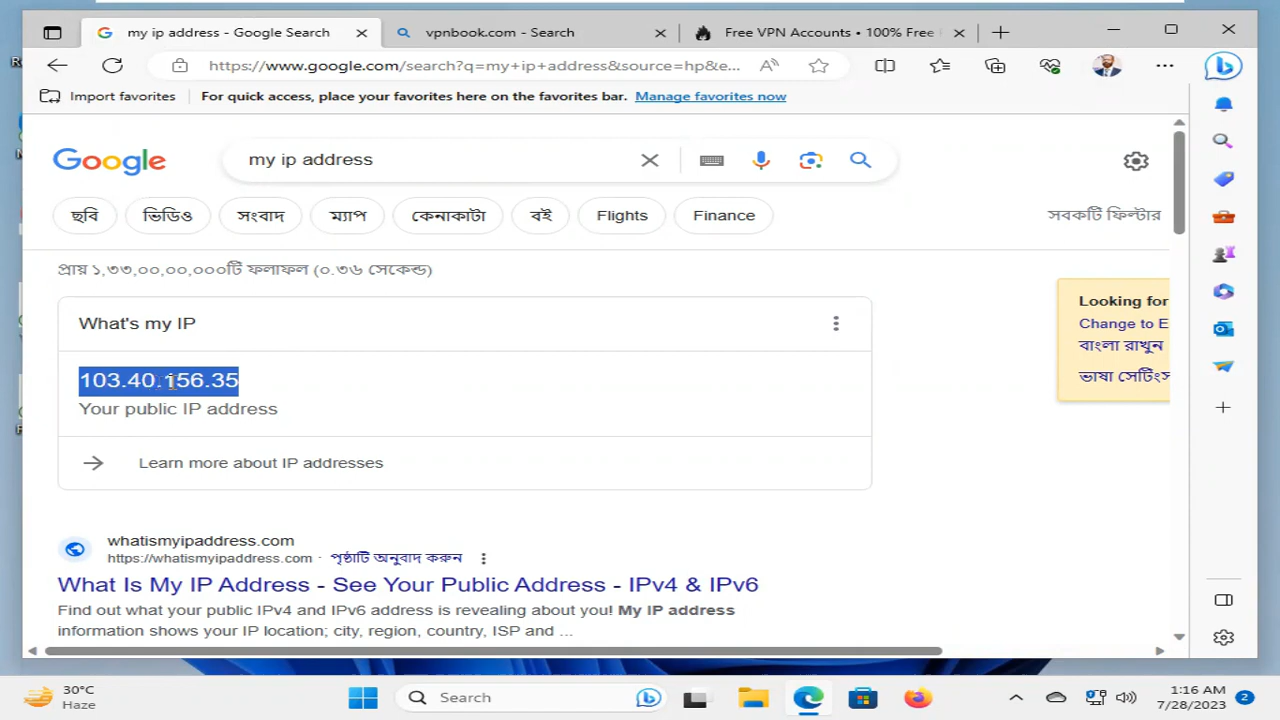 my ip address - Google Search
vpnbook.com - Search
Free VPN Accounts • 100% Free
https://www.google.com/search?q=my+ip+address&source=hp&e...
Import favorites
For quick access, place your favorites here on the favorites bar. Manage favorites now
Google
my ip address
ছবি
ভিডিও
সংবাদ
ম্যাপ
কেনাকাটা
বই
Flights
Finance
সবকটি ফিল্টার
প্রায় ১,৩৩,০০,০০,০০০টি ফলাফল (০.৩৬ সেকেন্ড)
What's my IP
103.40.156.35
Your public IP address
Learn more about IP addresses
Looking for
Change to E
বাংলা রাখুন
ভাষা সেটিংস
whatismyipaddress.com
https://whatismyipaddress.com · পৃষ্ঠাটি অনুবাদ করুন
What Is My IP Address - See Your Public Address - IPv4 & IPv6
Find out what your public IPv4 and IPv6 address is revealing about you! My IP address
information shows your IP location; city, region, country, ISP and ...
30°C
Haze
Search
1:16 AM
7/28/2023
2